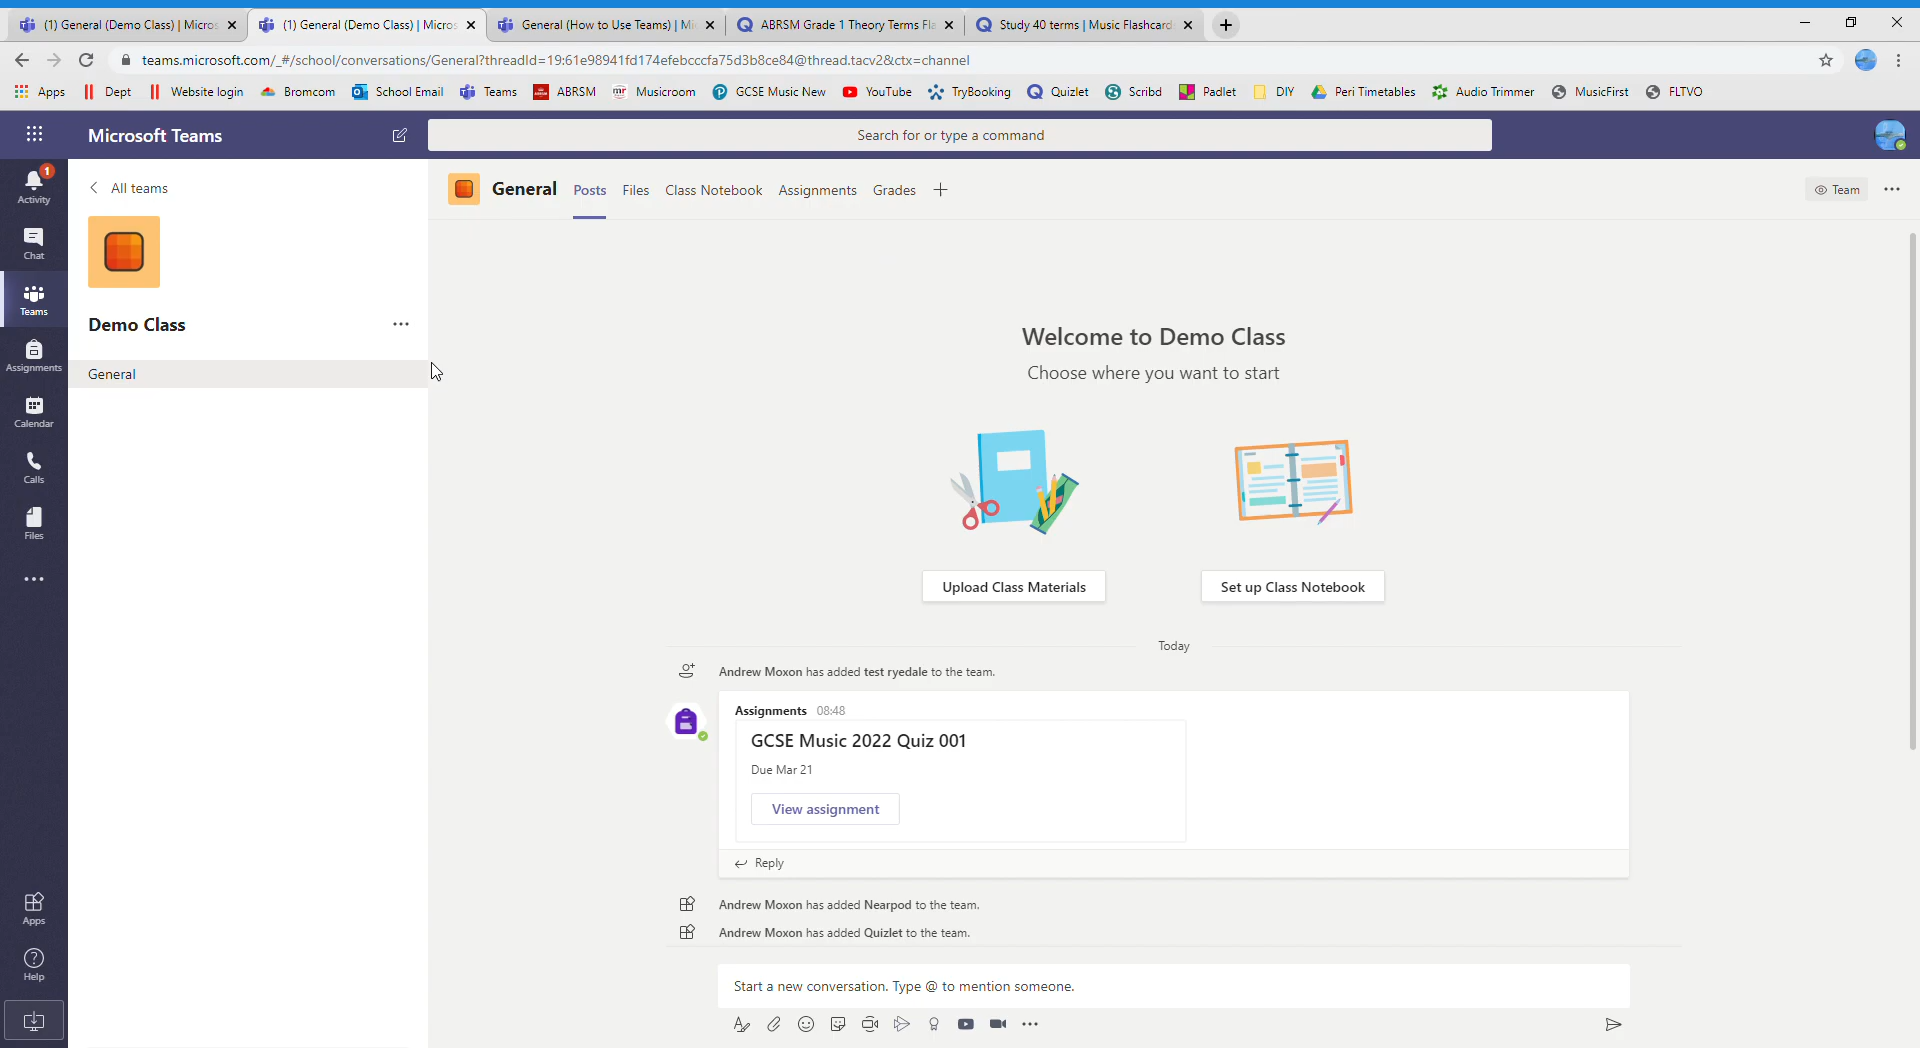 (1) General (Demo Class) | Micros
(1) General (Demo Class) | Micros
General (How to Use Teams) | Mic
ABRSM Grade 1 Theory Terms Fla
Study 40 terms | Music Flashcard
teams.microsoft.com/_#/school/conversations/General?threadId=19:61e98941fd174efebcccfa75d3b8ce84@thread.tacv2&ctx=channel
Apps Dept Website login Bromcom School Email Teams ABRSM Musicroom GCSE Music New YouTube TryBooking Quizlet Scribd Padlet DIY Peri Timetables Audio Trimmer MusicFirst FLTVO
Microsoft Teams
Search for or type a command
1
Activity
Chat
Teams
Assignments
Calendar
Calls
Files
Apps
Help
All teams
Demo Class
General
General Posts Files Class Notebook Assignments Grades
Team
Welcome to Demo Class
Choose where you want to start
Upload Class Materials
Set up Class Notebook
Today
Andrew Moxon has added test ryedale to the team.
Assignments 08:48
GCSE Music 2022 Quiz 001
Due Mar 21
View assignment
Reply
Andrew Moxon has added Nearpod to the team.
Andrew Moxon has added Quizlet to the team.
Start a new conversation. Type @ to mention someone.